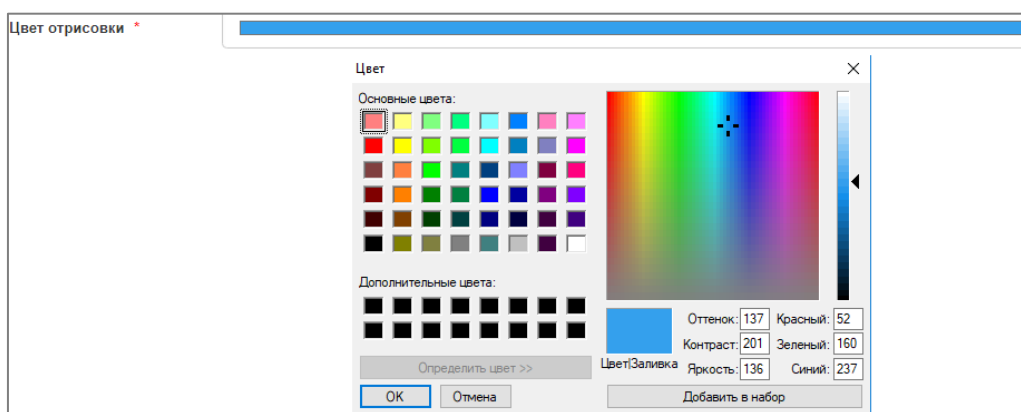 Цвет отрисовки *
Цвет
Основные цвета:
Дополнительные цвета:
Определить цвет >>
ОК
Отмена
Цвет|Заливка
Оттенок: 137
Контраст: 201
Яркость: 136
Красный: 52
Зеленый: 160
Синий: 237
Добавить в набор